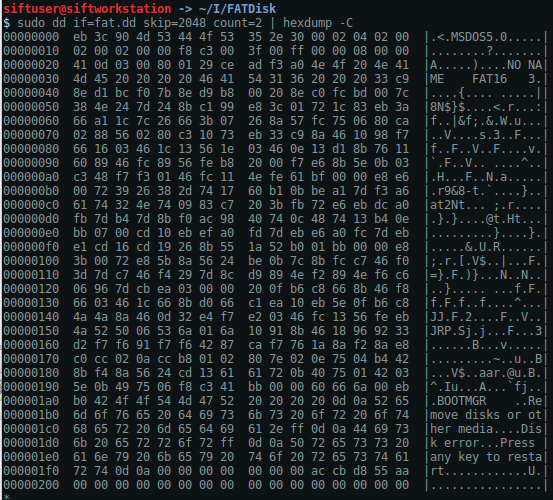 siftuser@siftworkstation -> ~/I/FATDisk
$ sudo dd if=fat.dd skip=2048 count=2 | hexdump -C
00000000 eb 3c 90 4d 53 44 4f 53 35 2e 30 00 02 04 02 00 |.<.MSDOS5.0.....|
00000010 02 00 02 00 00 f8 c3 00 3f 00 ff 00 00 08 00 00 |........?.......|
00000020 41 0d 03 00 80 01 29 ce ad f3 a0 4e 4f 20 4e 41 |A.....)....NO NA|
00000030 4d 45 20 20 20 20 46 41 54 31 36 20 20 20 33 c9 |ME    FAT16   3.|
00000040 8e d1 bc f0 7b 8e d9 b8 00 20 8e c0 fc bd 00 7c |....{.... .....||
00000050 38 4e 24 7d 24 8b c1 99 e8 3c 01 72 1c 83 eb 3a |8N$}$....<.r...:|
00000060 66 a1 1c 7c 26 66 3b 07 26 8a 57 fc 75 06 80 ca |f..|&f;.&.W.u...|
00000070 02 88 56 02 80 c3 10 73 eb 33 c9 8a 46 10 98 f7 |..V....s.3..F...|
00000080 66 16 03 46 1c 13 56 1e 03 46 0e 13 d1 8b 76 11 |f..F..V..F....v.|
00000090 60 89 46 fc 89 56 fe b8 20 00 f7 e6 8b 5e 0b 03 |`.F..V.. ....^..|
000000a0 c3 48 f7 f3 01 46 fc 11 4e fe 61 bf 00 00 e8 e6 |.H...F..N.a.....|
000000b0 00 72 39 26 38 2d 74 17 60 b1 0b be a1 7d f3 a6 |.r9&8-t.`....}..|
000000c0 61 74 32 4e 74 09 83 c7 20 3b fb 72 e6 eb dc a0 |at2Nt... ;.r....|
000000d0 fb 7d b4 7d 8b f0 ac 98 40 74 0c 48 74 13 b4 0e |.}.}....@t.Ht...|
000000e0 bb 07 00 cd 10 eb ef a0 fd 7d eb e6 a0 fc 7d eb |.........}....}.|
000000f0 e1 cd 16 cd 19 26 8b 55 1a 52 b0 01 bb 00 00 e8 |.....&.U.R......|
00000100 3b 00 72 e8 5b 8a 56 24 be 0b 7c 8b fc c7 46 f0 |;.r.[.V$..|...F.|
00000110 3d 7d c7 46 f4 29 7d 8c d9 89 4e f2 89 4e f6 c6 |=}.F.)}...N..N..|
00000120 06 96 7d cb ea 03 00 00 20 0f b6 c8 66 8b 46 f8 |..}..... ...f.F.|
00000130 66 03 46 1c 66 8b d0 66 c1 ea 10 eb 5e 0f b6 c8 |f.F.f..f....^...|
00000140 4a 4a 8a 46 0d 32 e4 f7 e2 03 46 fc 13 56 fe eb |JJ.F.2....F..V..|
00000150 4a 52 50 06 53 6a 01 6a 10 91 8b 46 18 96 92 33 |JRP.Sj.j...F...3|
00000160 d2 f7 f6 91 f7 f6 42 87 ca f7 76 1a 8a f2 8a e8 |......B...v.....|
00000170 c0 cc 02 0a cc b8 01 02 80 7e 02 0e 75 04 b4 42 |.........~..u..B|
00000180 8b f4 8a 56 24 cd 13 61 61 72 0b 40 75 01 42 03 |...V$..aar.@u.B.|
00000190 5e 0b 49 75 06 f8 c3 41 bb 00 00 60 66 6a 00 eb |^.Iu...A...`fj..|
000001a0 b0 42 4f 4f 54 4d 47 52 20 20 20 20 0d 0a 52 65 |.BOOTMGR    ..Re|
000001b0 6d 6f 76 65 20 64 69 73 6b 73 20 6f 72 20 6f 74 |move disks or ot|
000001c0 68 65 72 20 6d 65 64 69 61 2e ff 0d 0a 44 69 73 |her media....Dis|
000001d0 6b 20 65 72 72 6f 72 ff 0d 0a 50 72 65 73 73 20 |k error...Press |
000001e0 61 6e 79 20 6b 65 79 20 74 6f 20 72 65 73 74 61 |any key to resta|
000001f0 72 74 0d 0a 00 00 00 00 00 00 00 ac cb d8 55 aa |rt............U.|
00000200 00 00 00 00 00 00 00 00 00 00 00 00 00 00 00 00 |................|
*